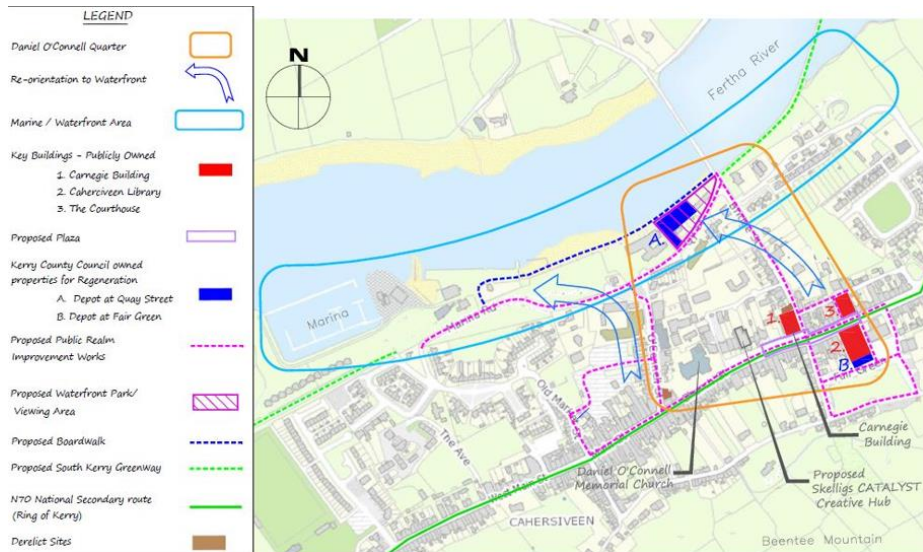 LEGEND
Daniel O'Connell Quarter
Re-orientation to Waterfront
Marine / Waterfront Area
Key Buildings - Publicly Owned
1. Carnegie Building
2. Caherciveen Library
3. The Courthouse
Proposed Plaza
Kerry County Council owned
properties for Regeneration
A. Depot at Quay Street
B. Depot at Fair Green
Proposed Public Realm
Improvement Works
Proposed Waterfront Park/
Viewing Area
Proposed Boardwalk
Proposed South Kerry Greenway
N70 National Secondary route
(Ring of Kerry)
Derelict Sites
N
Fertha River
A.
Marina
1.
3.
2.
B.
The Ave
Carnegie
Building
Daniel O'Connell
Memorial Church
Proposed
Skelligs CATALYST
Creative Hub
CAHERSIVEEN
Beentee Mountain